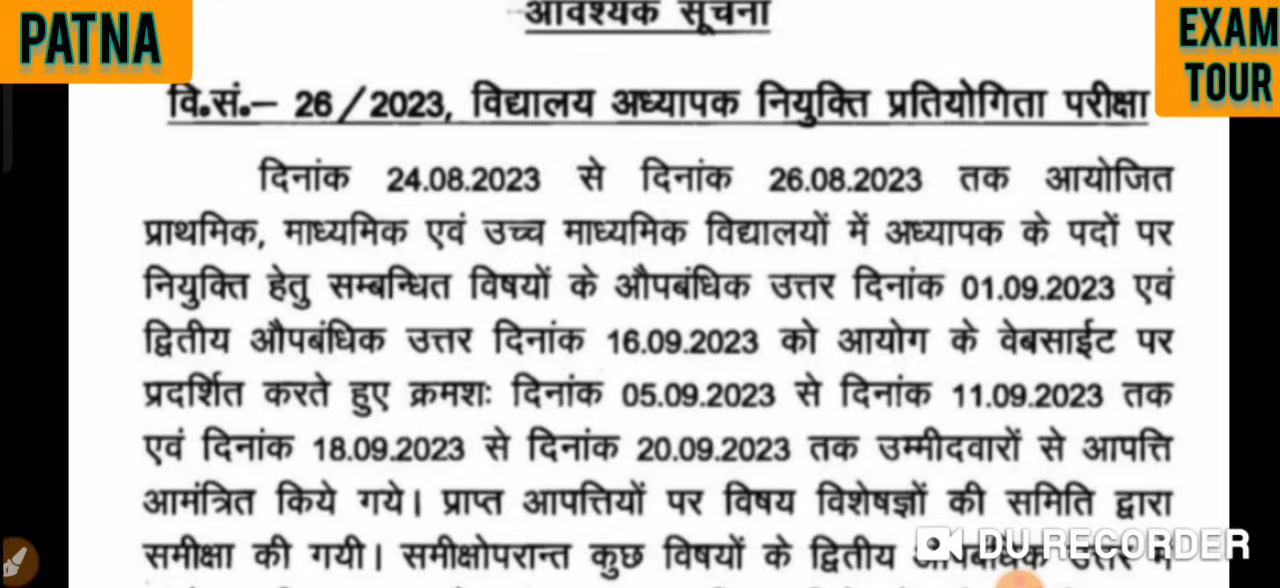 PATNA
EXAM
TOUR
आवश्यक सूचना
वि.सं.– 26/2023, विद्यालय अध्यापक नियुक्ति प्रतियोगिता परीक्षा
दिनांक 24.08.2023 से दिनांक 26.08.2023 तक आयोजित
प्राथमिक, माध्यमिक एवं उच्च माध्यमिक विद्यालयों में अध्यापक के पदों पर
नियुक्ति हेतु सम्बन्धित विषयों के औपबंधिक उत्तर दिनांक 01.09.2023 एवं
द्वितीय औपबंधिक उत्तर दिनांक 16.09.2023 को आयोग के वेबसाईट पर
प्रदर्शित करते हुए क्रमशः दिनांक 05.09.2023 से दिनांक 11.09.2023 तक
एवं दिनांक 18.09.2023 से दिनांक 20.09.2023 तक उम्मीदवारों से आपत्ति
आमंत्रित किये गये। प्राप्त आपत्तियों पर विषय विशेषज्ञों की समिति द्वारा
समीक्षा की गयी। समीक्षोपरान्त कुछ विषयों के द्वितीय औपबंधिक उत्तर में
DU RECORDER